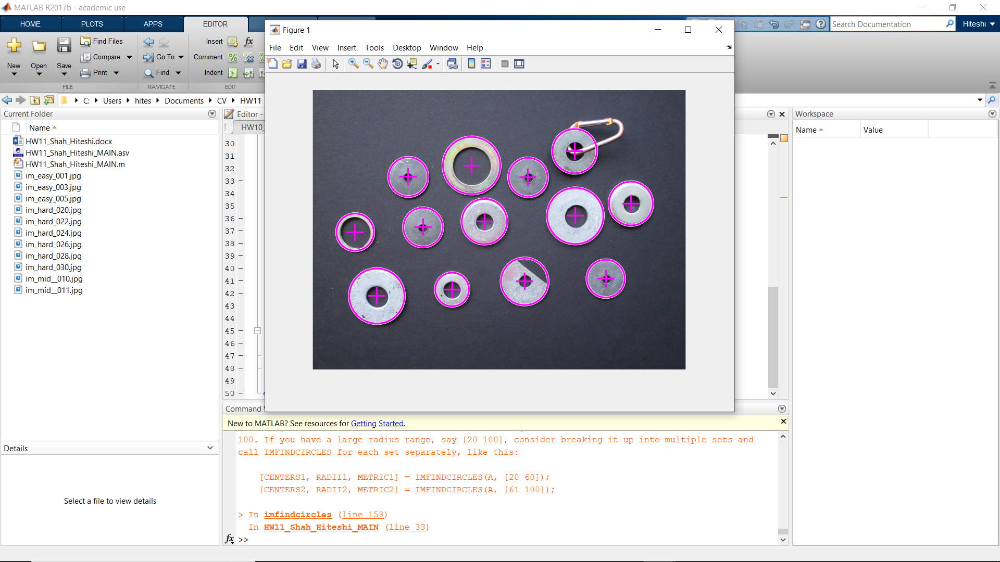 MATLAB R2017b - academic use
HOME PLOTS APPS EDITOR
Search Documentation
Hiteshi
New
Open
Save
Find Files
Compare
Print
FILE
Go To
Find
NAVIGATE
Insert
Comment
Indent
EDIT
C: Users hites Documents CV HW11
Current Folder
Name
HW11_Shah_Hiteshi.docx
HW11_Shah_Hiteshi_MAIN.asv
HW11_Shah_Hiteshi_MAIN.m
im_easy_001.jpg
im_easy_003.jpg
im_easy_005.jpg
im_hard_020.jpg
im_hard_022.jpg
im_hard_024.jpg
im_hard_026.jpg
im_hard_028.jpg
im_hard_030.jpg
im_mid__010.jpg
im_mid__011.jpg
Details
Select a file to view details
Editor -
HW10_
30
31
32
33
34
35
36
37
38
39
40
41
42
43
44
45
46
47
48
49
50
Figure 1
File Edit View Insert Tools Desktop Window Help
Workspace
Name Value
Command
New to MATLAB? See resources for Getting Started.
100. If you have a large radius range, say [20 100], consider breaking it up into multiple sets and
call IMFINDCIRCLES for each set separately, like this:
[CENTERS1, RADII1, METRIC1] = IMFINDCIRCLES(A, [20 60]);
[CENTERS2, RADII2, METRIC2] = IMFINDCIRCLES(A, [61 100]);
> In imfindcircles (line 158)
In HW11_Shah_Hiteshi_MAIN (line 33)
fx >>